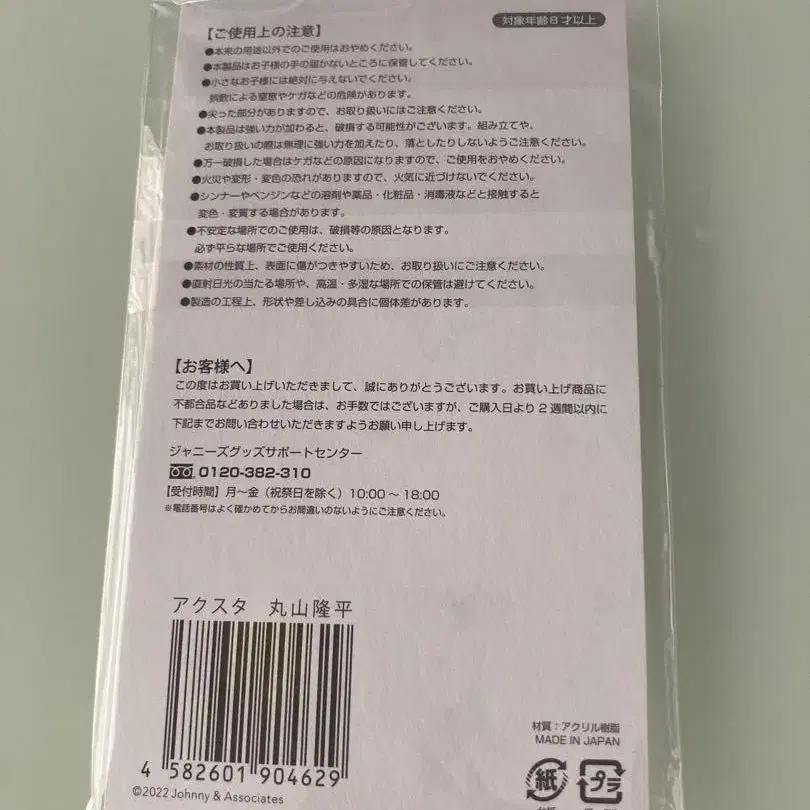 対象年齢8才以上
【ご使用上の注意】
●本来の用途以外でのご使用はおやめください。
●本製品はお子様の手の届かないところに保管してください。
●小さなお子様には絶対に与えないでください。
誤飲による窒息やケガなどの危険があります。
●尖った部分がありますので、お取り扱いにはご注意ください。
●本製品は強い力が加わると、破損する可能性がございます。組み立てや、
お取り扱いの際は無理に強い力を加えたり、落としたりしないようご注意ください。
●万一破損した場合はケガなどの原因になりますので、ご使用をおやめください。
●火災や変形・変色の恐れがありますので、火気に近づけないでください。
●シンナーやベンジンなどの溶剤や薬品・化粧品・消毒液などと接触すると
変色・変質する場合があります。
●不安定な場所でのご使用は、破損等の原因となります。
必ず平らな場所でご使用ください。
●素材の性質上、表面に傷がつきやすいため、お取り扱いにご注意ください。
●直射日光の当たる場所や、高温・多湿な場所での保管は避けてください。
●製造の工程上、形状や差し込みの具合に個体差があります。
【お客様へ】
この度はお買い上げいただきまして、誠にありがとうございます。お買い上げ商品に
不都合品などありました場合は、お手数ではございますが、ご購入日より2週間以内に
下記までお問い合わせいただきますようお願い申し上げます。
ジャニーズグッズサポートセンター
0120-382-310
【受付時間】月〜金（祝祭日を除く）10:00〜18:00
※電話番号はよく確かめてからお間違いのないようにご注意ください。
アクスタ 丸山隆平
4 582601 904629
©2022 Johnny & Associates
材質：アクリル樹脂
MADE IN JAPAN
紙 プラ